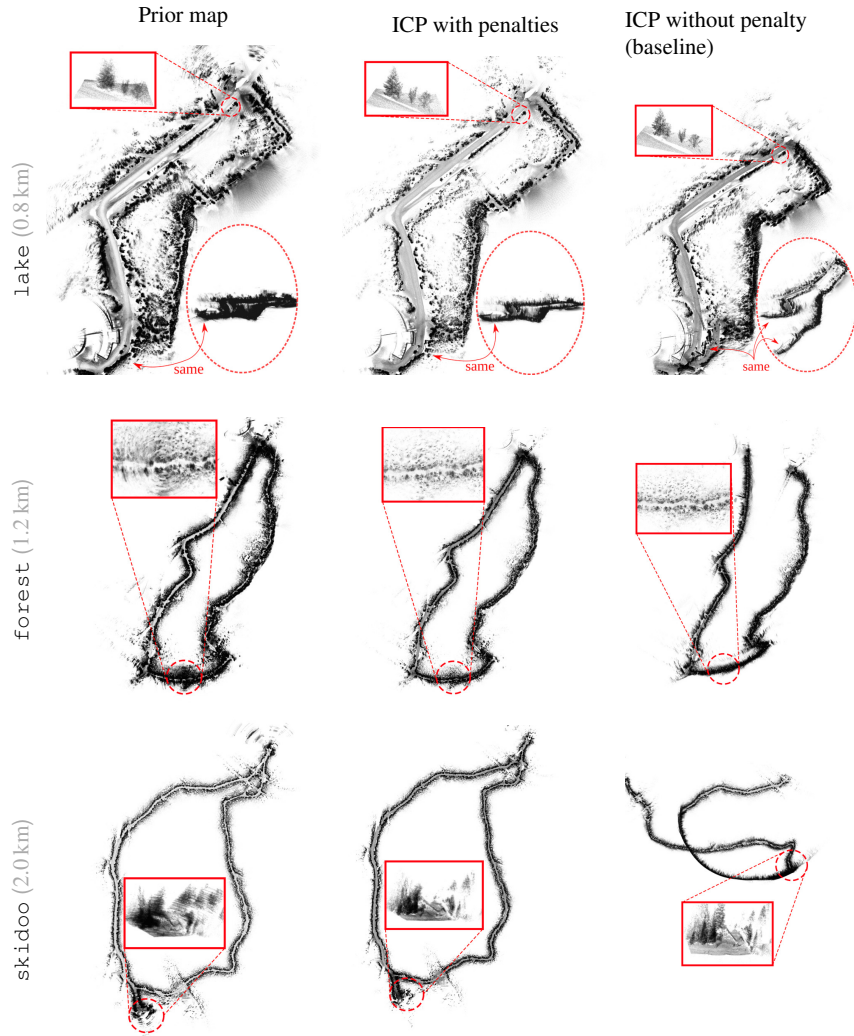 Prior map
ICP with penalties
ICP without penalty
(baseline)
lake (0.8 km)
same
same
same
forest (1.2 km)
skidoo (2.0 km)